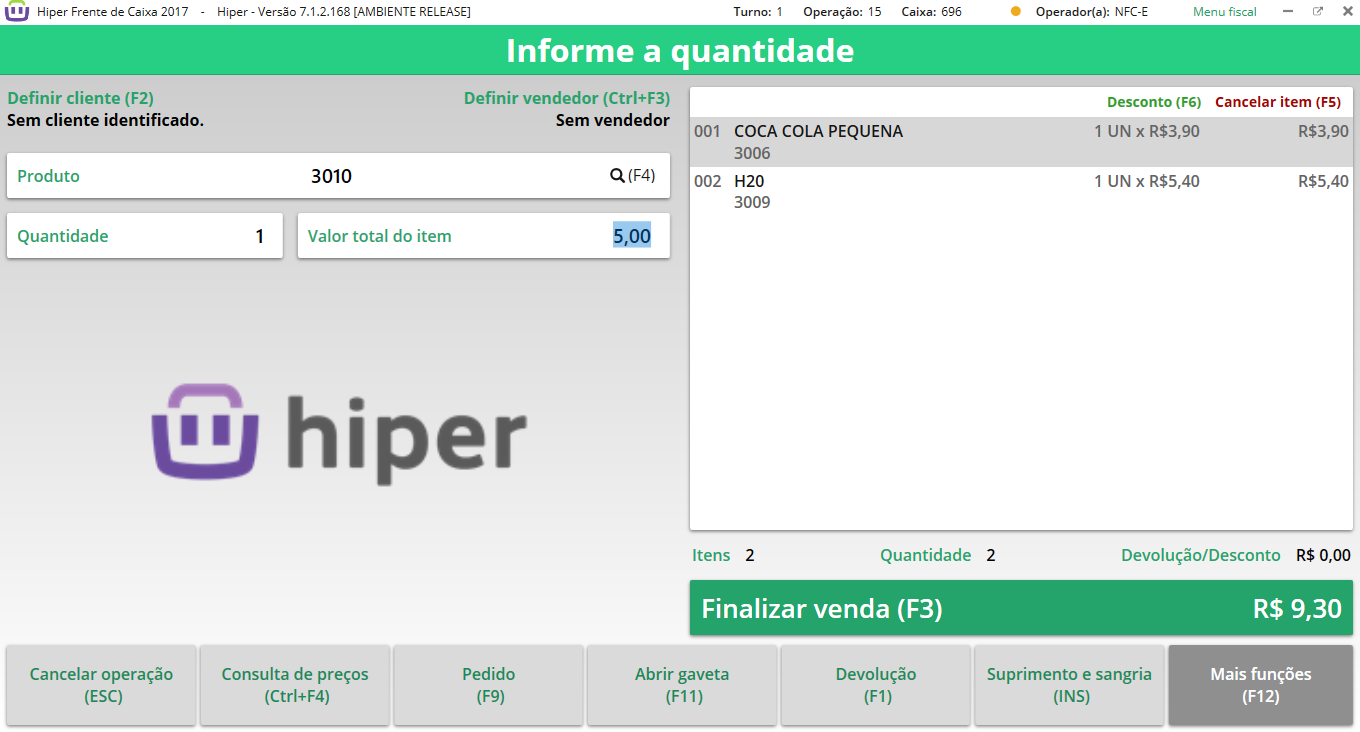 Hiper Frente de Caixa 2017 - Hiper - Versão 7.1.2.168 [AMBIENTE RELEASE] Turno: 1 Operação: 15 Caixa: 696 Operador(a): NFC-E Menu fiscal
Informe a quantidade
Definir cliente (F2) Definir vendedor (Ctrl+F3)
Sem cliente identificado. Sem vendedor
Produto 3010 (F4)
Quantidade 1 Valor total do item 5,00
hiper
Desconto (F6) Cancelar item (F5)
001 COCA COLA PEQUENA 1 UN x R$3,90 R$3,90
3006
002 H20 1 UN x R$5,40 R$5,40
3009
Itens 2 Quantidade 2 Devolução/Desconto R$ 0,00
Finalizar venda (F3) R$ 9,30
Cancelar operação (ESC)
Consulta de preços (Ctrl+F4)
Pedido (F9)
Abrir gaveta (F11)
Devolução (F1)
Suprimento e sangria (INS)
Mais funções (F12)